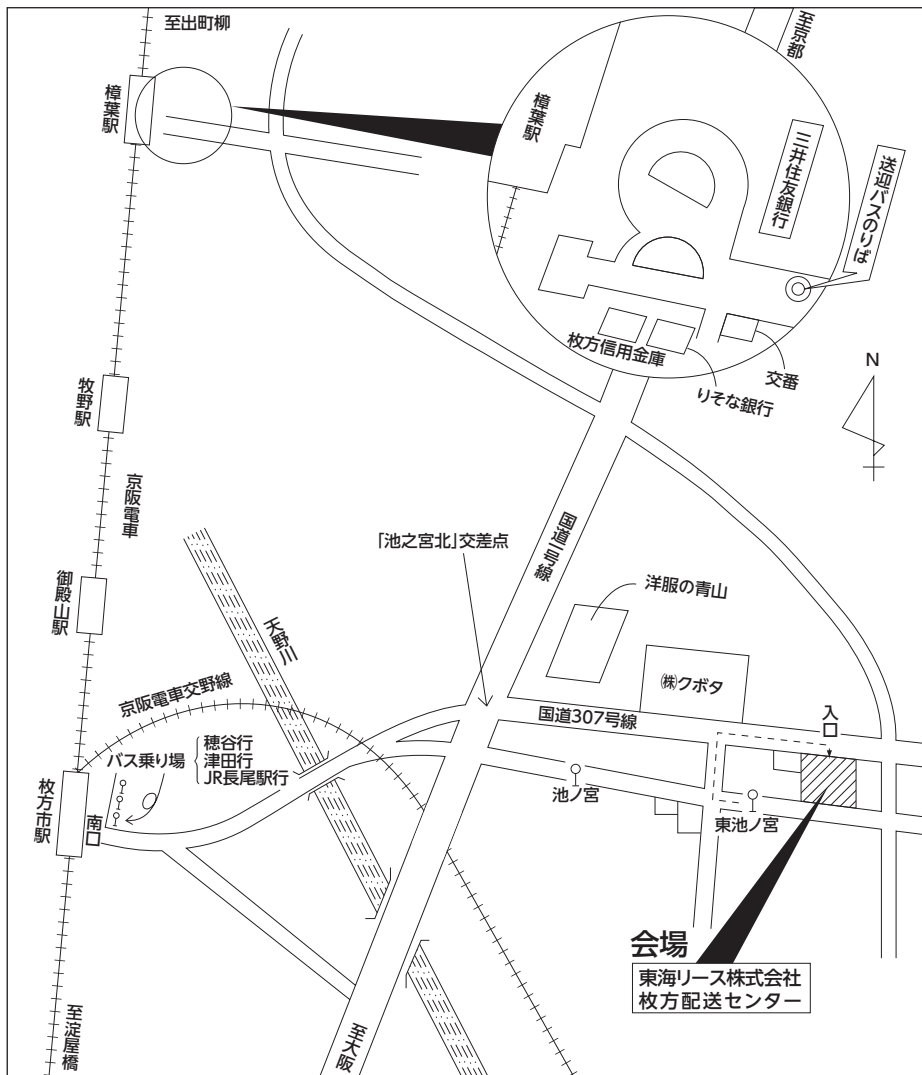 至出町柳
樟葉駅
至京都
樟葉駅
三井住友銀行
送迎バスのりば
枚方信用金庫
りそな銀行
交番
N
牧野駅
京阪電車
「池之宮北」交差点
国道一号線
洋服の青山
御殿山駅
天野川
㈱クボタ
京阪電車交野線
国道307号線
入口
バス乗り場
穂谷行
津田行
JR長尾駅行
枚方市駅
南口
池ノ宮
東池ノ宮
会場
東海リース株式会社
枚方配送センター
至淀屋橋
至大阪